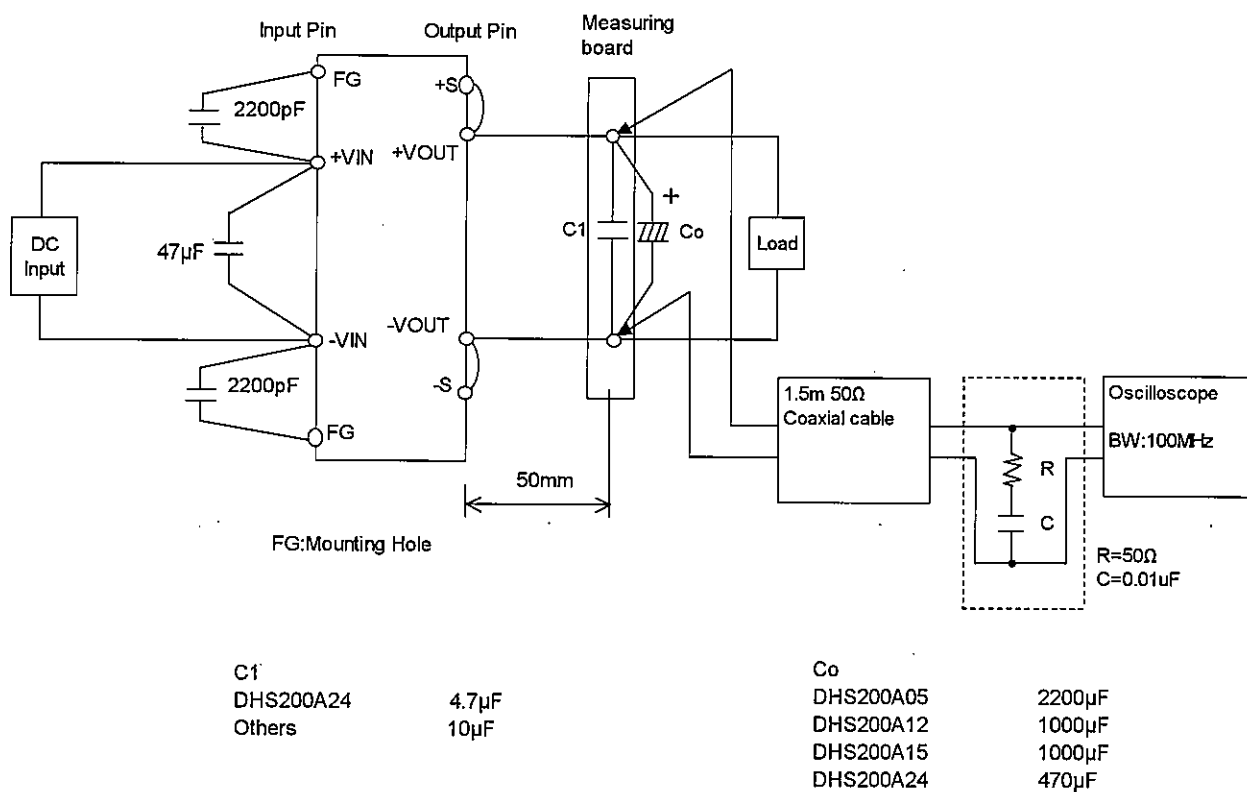 Input Pin
Output Pin
Measuring
board
FG
+S
2200pF
+VIN
+VOUT
+
DC
Input
47µF
C1
Co
Load
-VIN
-VOUT
2200pF
-S
FG
1.5m 50Ω
Coaxial cable
Oscilloscope
BW:100MHz
50mm
R
C
FG:Mounting Hole
R=50Ω
C=0.01uF
C1
DHS200A24 4.7µF
Others 10µF
Co
DHS200A05 2200µF
DHS200A12 1000µF
DHS200A15 1000µF
DHS200A24 470µF